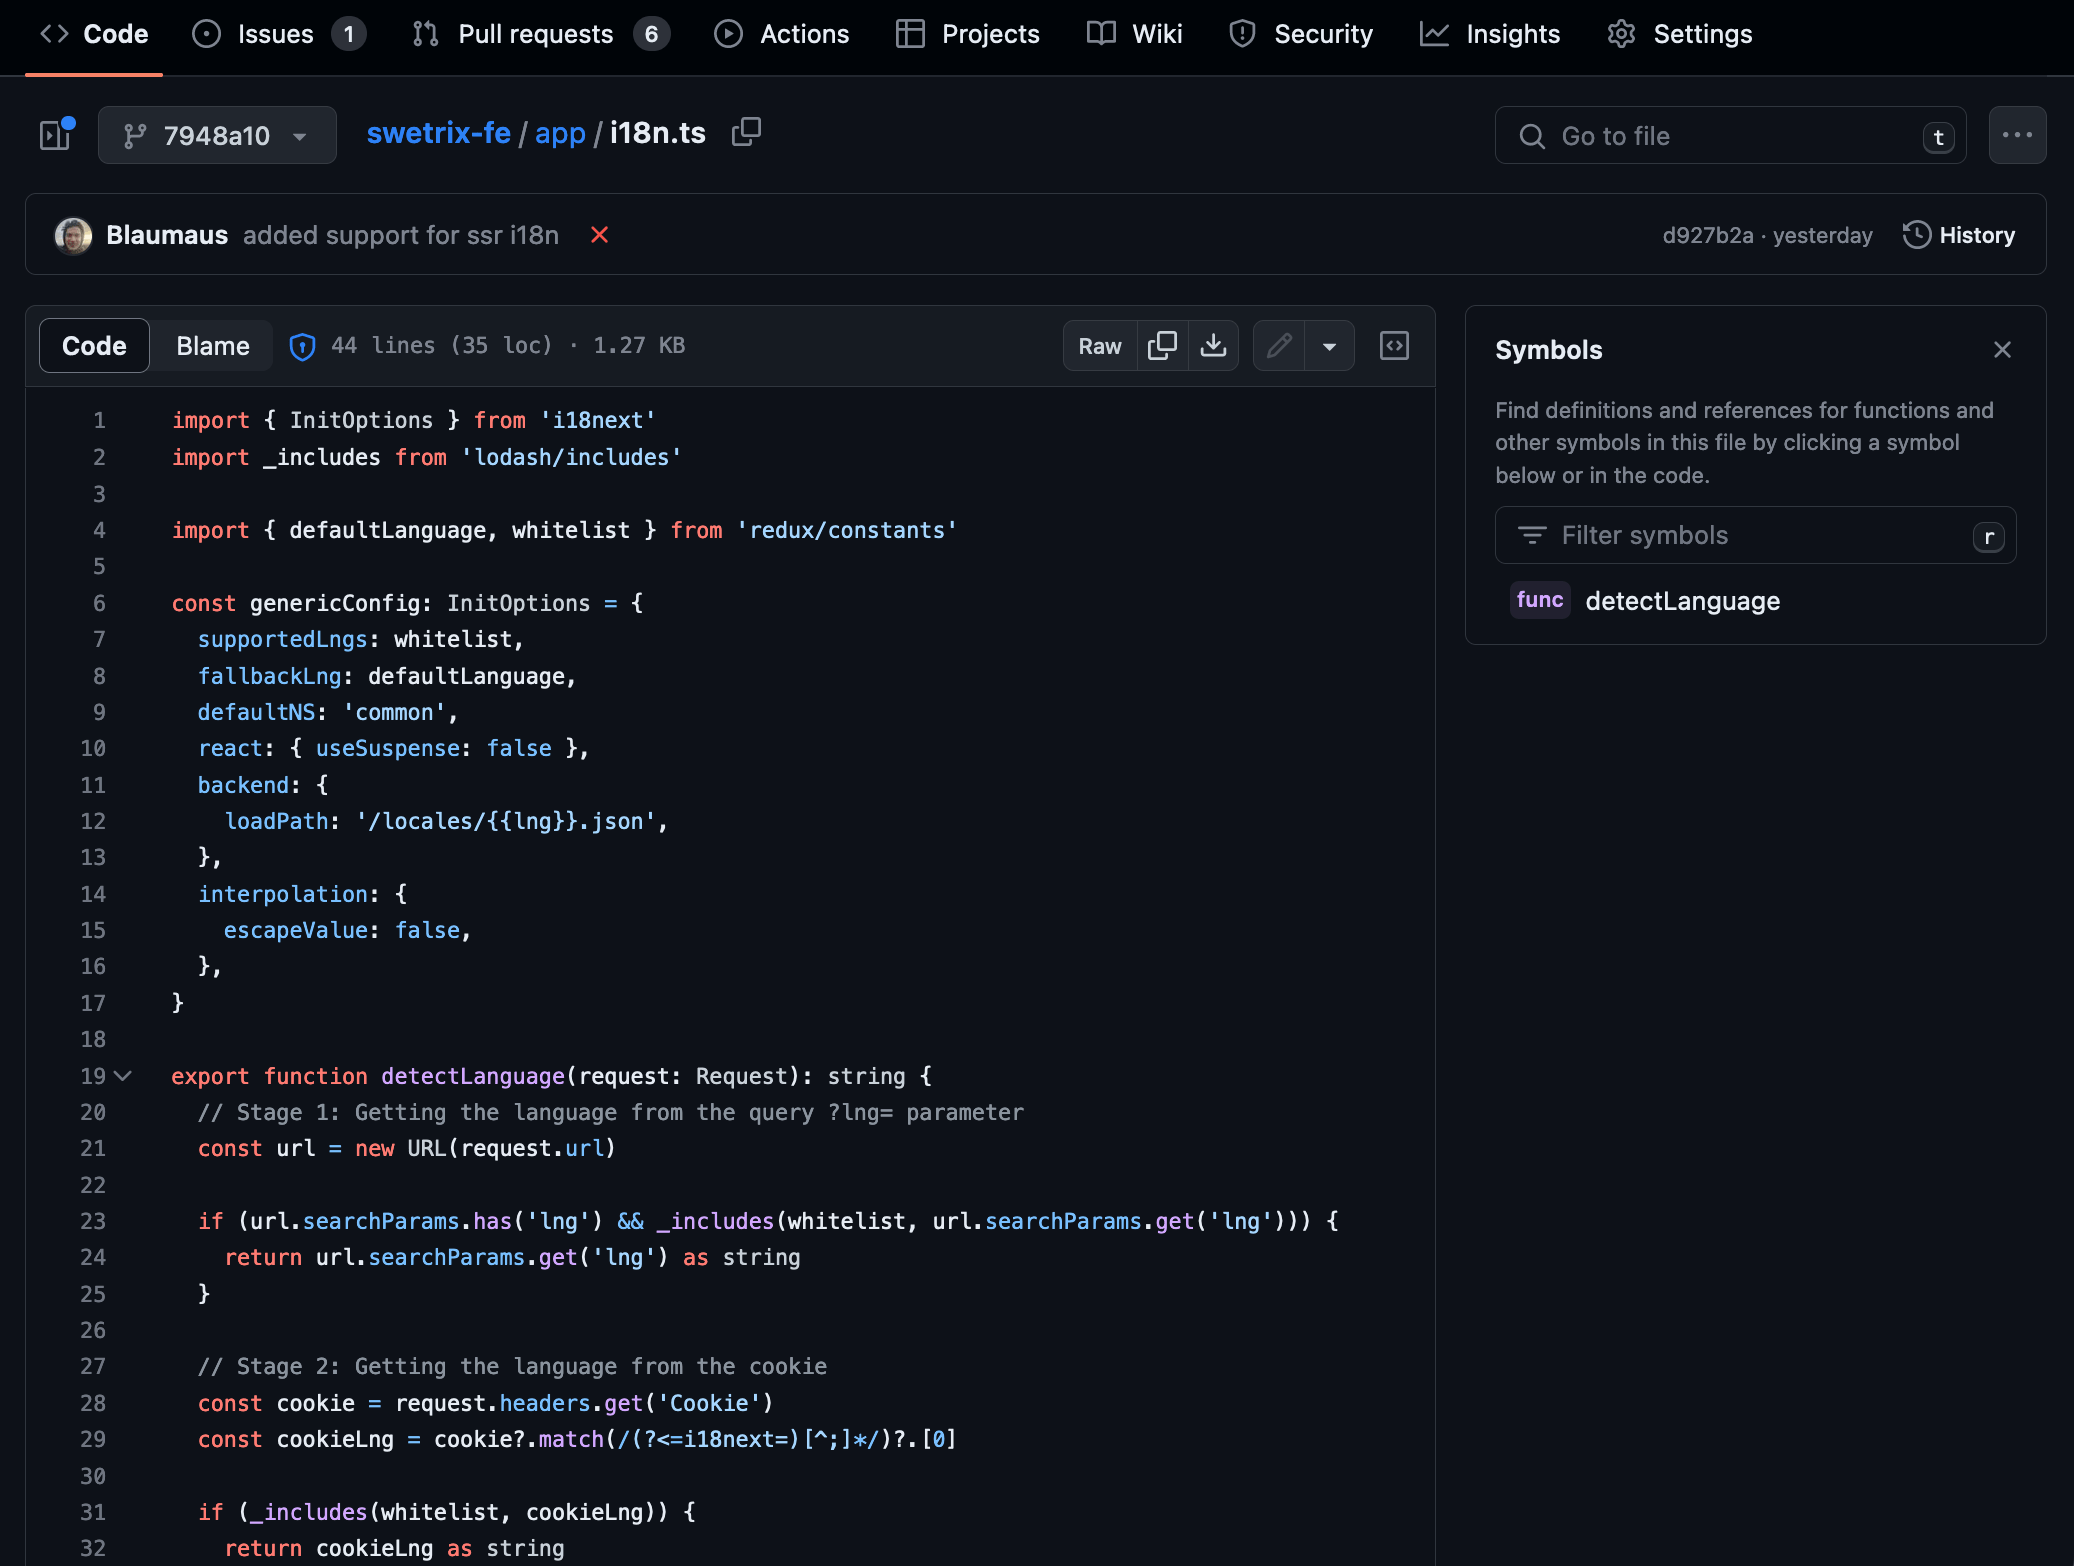 Code Issues 1 Pull requests 6 Actions Projects Wiki Security Insights Settings
7948a10 swetrix-fe / app / i18n.ts Go to file t
Blaumaus added support for ssr i18n d927b2a · yesterday History
Code Blame 44 lines (35 loc) · 1.27 KB Raw
1 import { InitOptions } from 'i18next'
2 import _includes from 'lodash/includes'
3
4 import { defaultLanguage, whitelist } from 'redux/constants'
5
6 const genericConfig: InitOptions = {
7   supportedLngs: whitelist,
8   fallbackLng: defaultLanguage,
9   defaultNS: 'common',
10   react: { useSuspense: false },
11   backend: {
12     loadPath: '/locales/{{lng}}.json',
13   },
14   interpolation: {
15     escapeValue: false,
16   },
17 }
18
19 export function detectLanguage(request: Request): string {
20   // Stage 1: Getting the language from the query ?lng= parameter
21   const url = new URL(request.url)
22
23   if (url.searchParams.has('lng') && _includes(whitelist, url.searchParams.get('lng'))) {
24     return url.searchParams.get('lng') as string
25   }
26
27   // Stage 2: Getting the language from the cookie
28   const cookie = request.headers.get('Cookie')
29   const cookieLng = cookie?.match(/(?<=i18next=)[^;]*/)?.[0]
30
31   if (_includes(whitelist, cookieLng)) {
32     return cookieLng as string
Symbols
Find definitions and references for functions and
other symbols in this file by clicking a symbol
below or in the code.
Filter symbols r
func detectLanguage